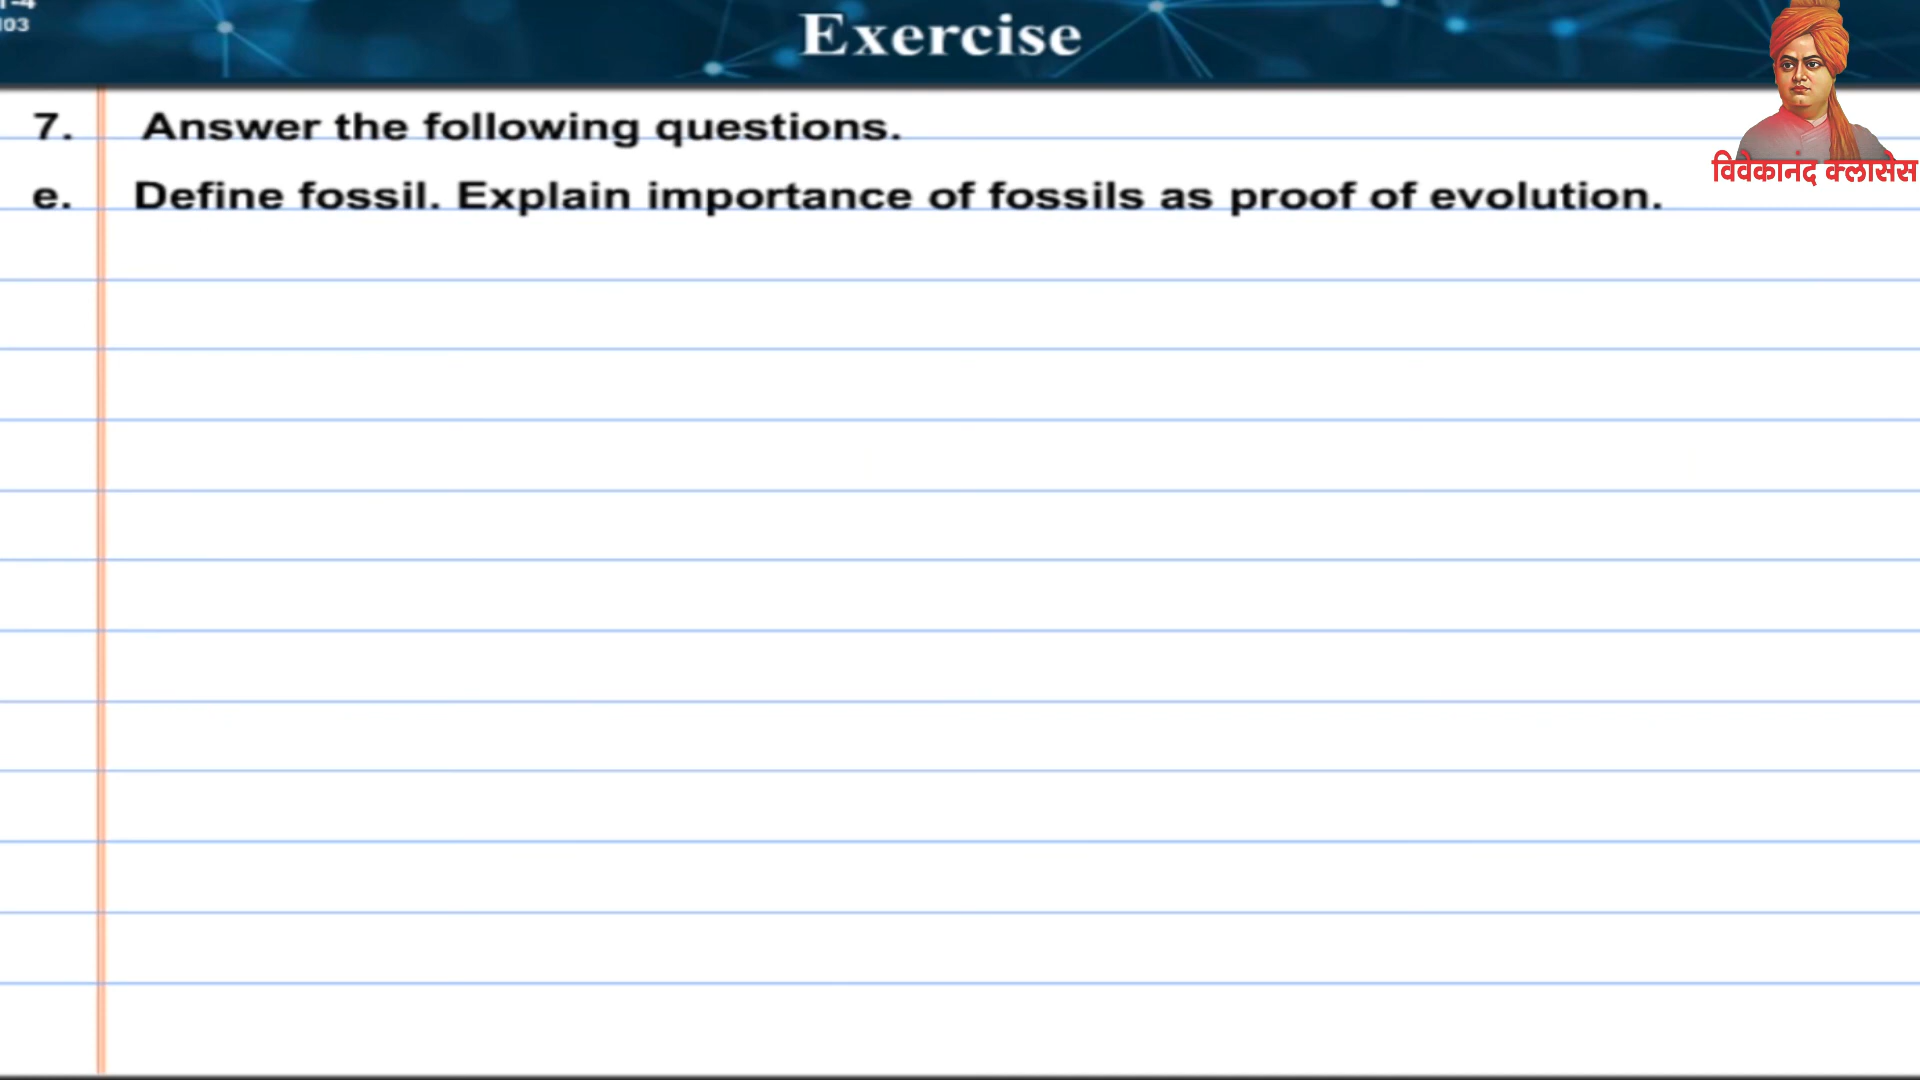 Exercise
7. Answer the following questions.
विवेकानंद क्लासेस
e. Define fossil. Explain importance of fossils as proof of evolution.